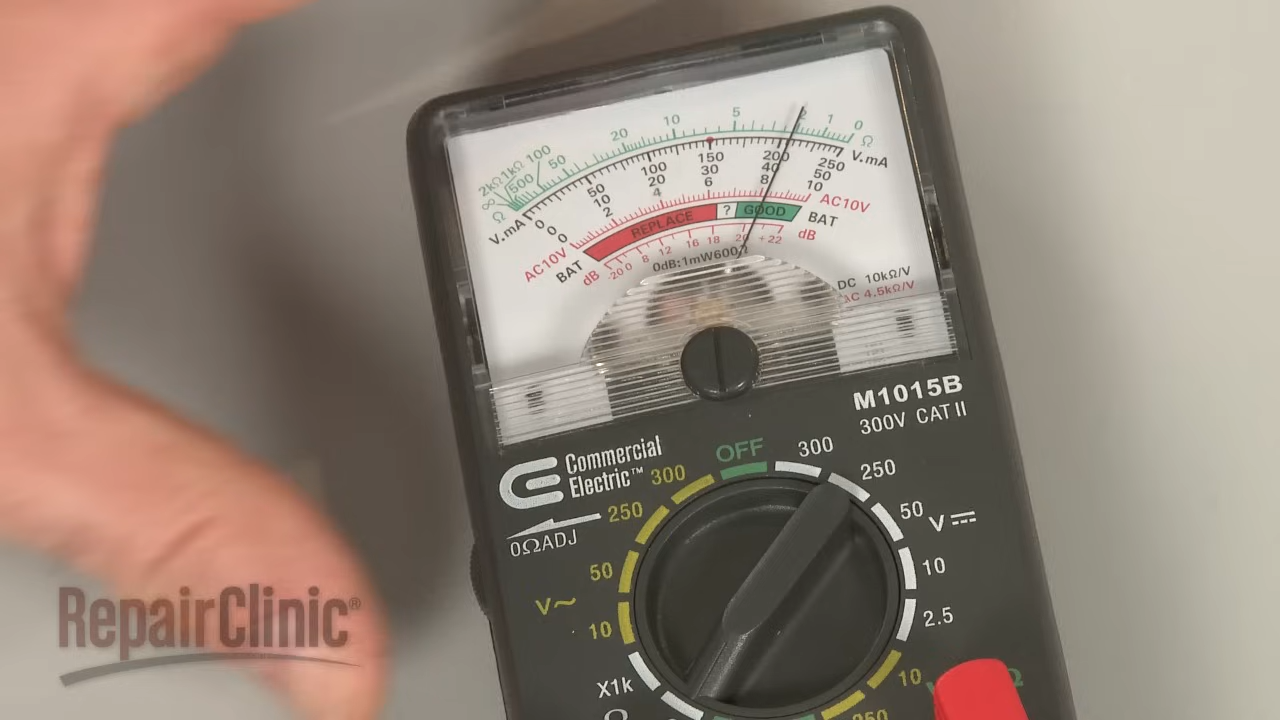 2kΩ 1kΩ 100 50 20 10 5 2 1 0 Ω
∞ 500
Ω
V.mA 0 50 100 150 200 250 V.mA
0 10 20 30 40 50
0 2 4 6 8 10
AC10V AC10V
BAT REPLACE ? GOOD BAT
dB -20 0 8 12 16 18 20 +22 dB
0dB:1mW600Ω
DC 10kΩ/V
AC 4.5kΩ/V
M1015B
300V CAT II
Commercial
Electric™
0ΩADJ
OFF
300
250
50
V
10
2.5
10
250
300
250
50
V~
10
X1k
Ω
Ω
RepairClinic®